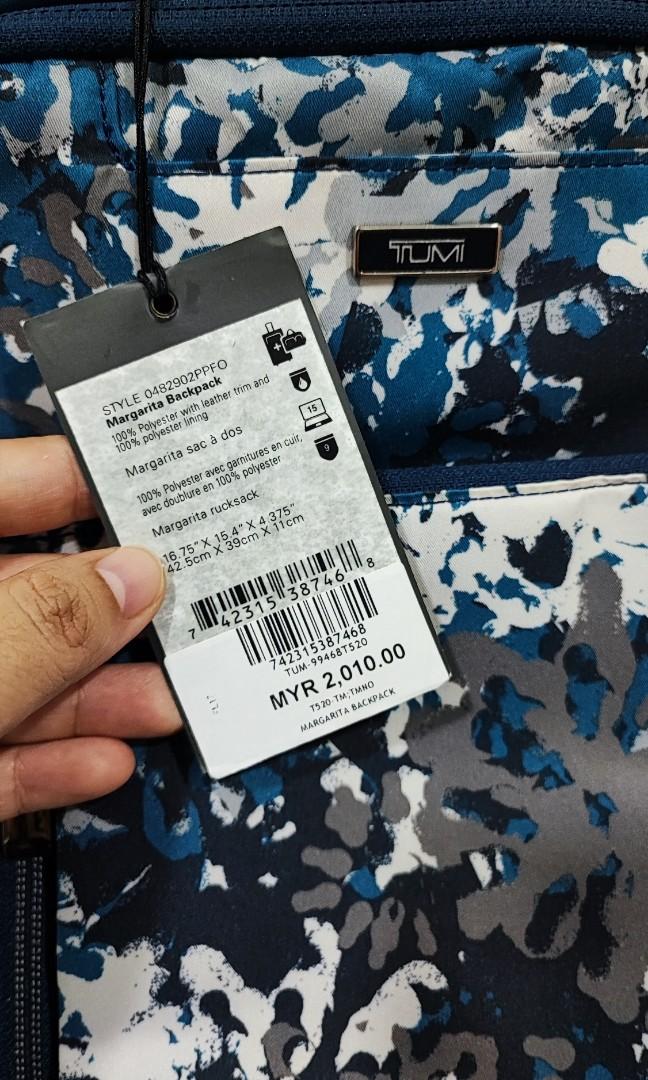 TUMI
STYLE 0482902PPFO
Margarita Backpack
100% Polyester with leather trim and
100% polyester lining
Margarita sac à dos
100% Polyester avec garnitures en cuir,
avec doublure en 100% polyester
Margarita rucksack
16.75" X 15.4" X 4.375"
42.5cm X 39cm X 11cm
15
9
7 42315 38746 8
742315387468
TUM-99468T520
MYR 2,010.00
T520-TM;TMNO
MARGARITA BACKPACK